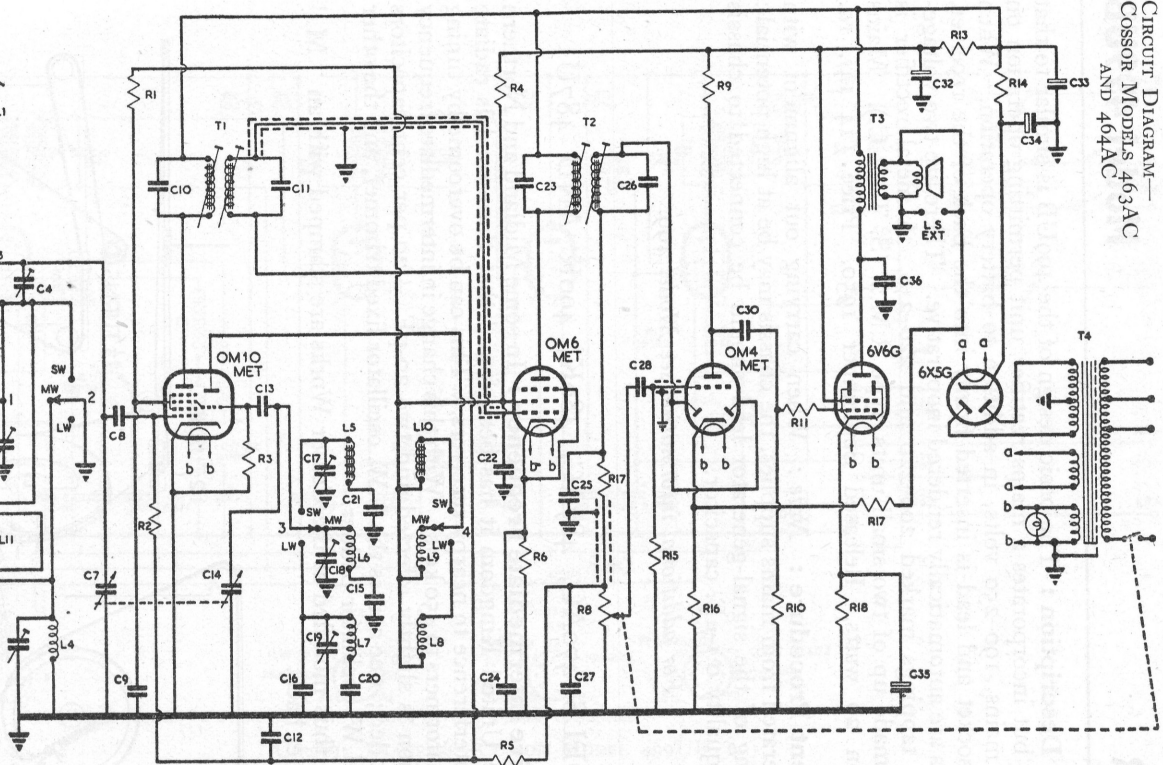 CIRCUIT DIAGRAM—
COSSOR MODELS 463AC
AND 464AC
R13
C32
C33
R14
C34
R1
R4
R9
T1
T2
T3
C10
C11
C23
C26
L S
EXT
C36
C4
C30
OM10
MET
OM6
MET
OM4
MET
6V6G
6X5G
T4
a a
SW
MW
LW
1
2
C8
C13
C28
R11
L5
L10
C17
C21
C22
b b
b b
b b
b b
R3
SW
SW
C25
R17
R17
a
a
b
b
R2
3
MW
LW
MW
4
LW
L6
L9
C18
C15
L11
R6
R15
C7
C14
R8
R16
R10
R18
L4
C19
L7
L8
C9
C16
C20
C24
C27
C35
C12
R5